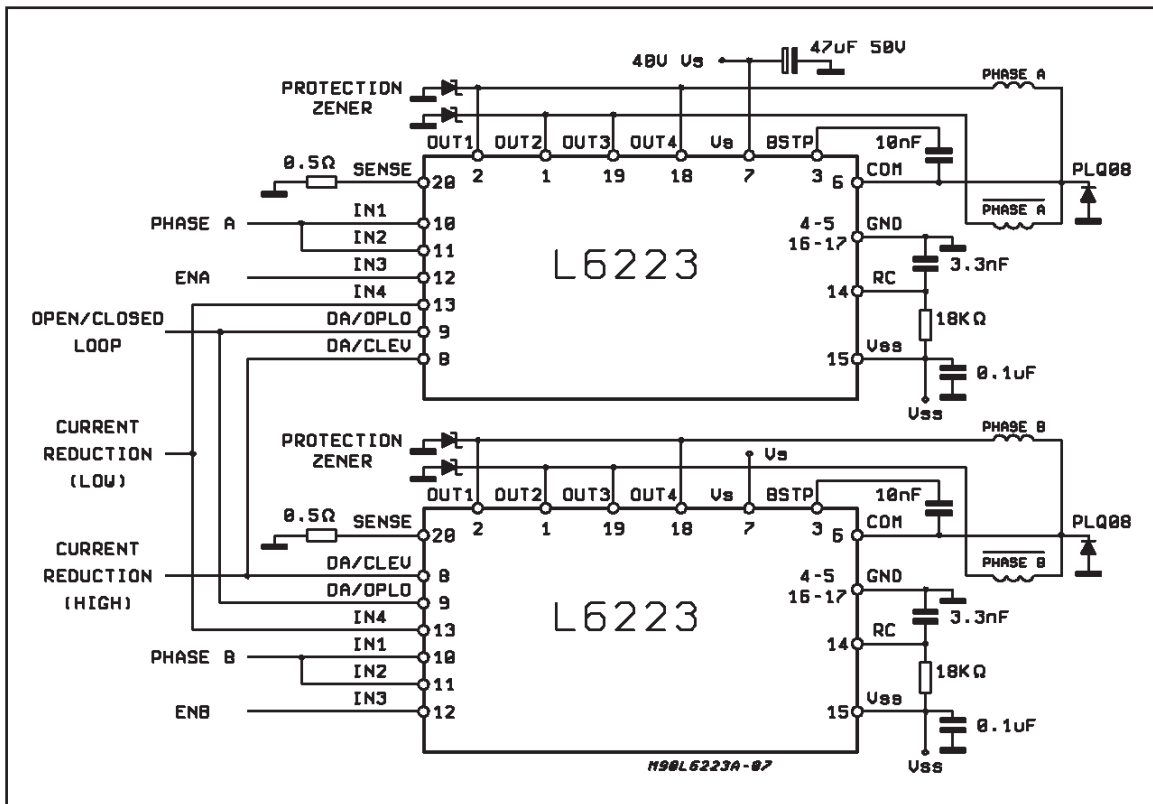 47uF 50V
40V Vs
PHASE A
PROTECTION
ZENER
OUT1
OUT2
OUT3
OUT4
Vs
BSTP
10nF
0.5Ω
SENSE
2
1
19
18
7
3
COM
PLQ08
20
6
IN1
PHASE A
PHASE A
10
4-5
GND
IN2
16-17
11
L6223
3.3nF
IN3
ENA
12
RC
IN4
14
13
OPEN/CLOSED
LOOP
DA/OPLO
9
18KΩ
DA/CLEV
8
Vss
15
0.1uF
Vss
CURRENT
REDUCTION
(LOW)
PROTECTION
ZENER
PHASE B
Vs
OUT1
OUT2
OUT3
OUT4
Vs
BSTP
10nF
0.5Ω
SENSE
2
1
19
18
7
3
COM
PLQ08
20
6
CURRENT
REDUCTION
(HIGH)
DA/CLEV
8
PHASE B
4-5
GND
16-17
DA/OPLO
9
L6223
3.3nF
IN4
13
RC
14
PHASE B
IN1
10
18KΩ
IN2
11
IN3
ENB
12
Vss
15
0.1uF
Vss
M90L6223A-07